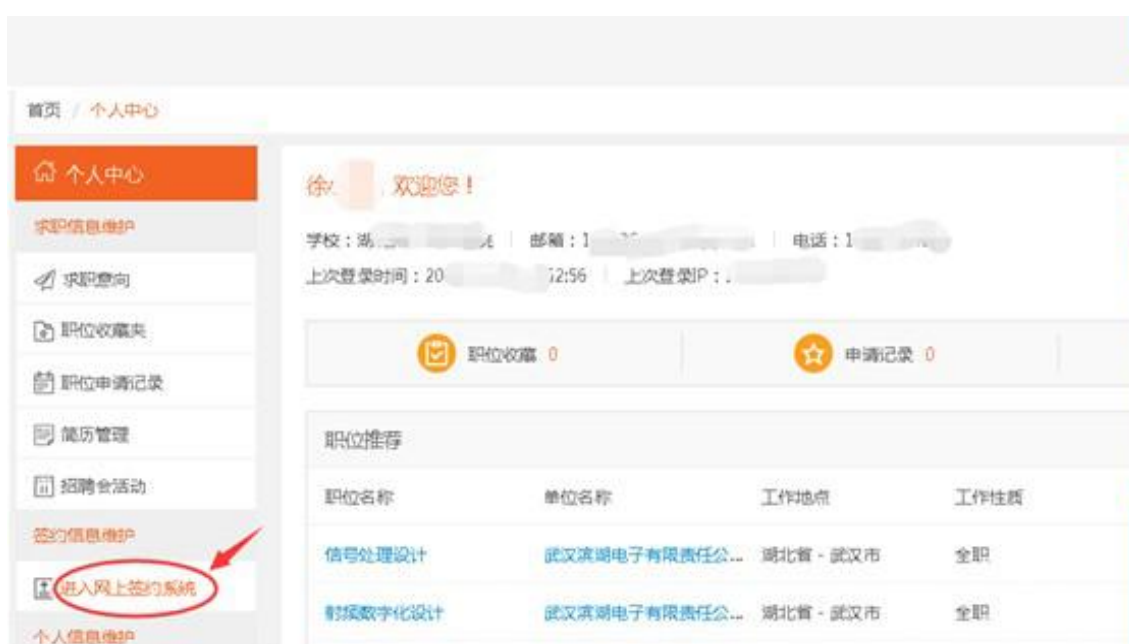 首页 / 个人中心
个人中心
求职信息维护
求职意向
职位收藏夹
职位申请记录
简历管理
招聘会活动
签约信息维护
进入网上签约系统
个人信息维护
徐 欢迎您！
学校：湖 邮箱：1 电话：1
上次登录时间：20 52:56 上次登录IP：
职位收藏 0 申请记录 0
职位推荐
职位名称 单位名称 工作地点 工作性质
信号处理设计 武汉滨湖电子有限责任公... 湖北省 - 武汉市 全职
射频数字化设计 武汉滨湖电子有限责任公... 湖北省 - 武汉市 全职